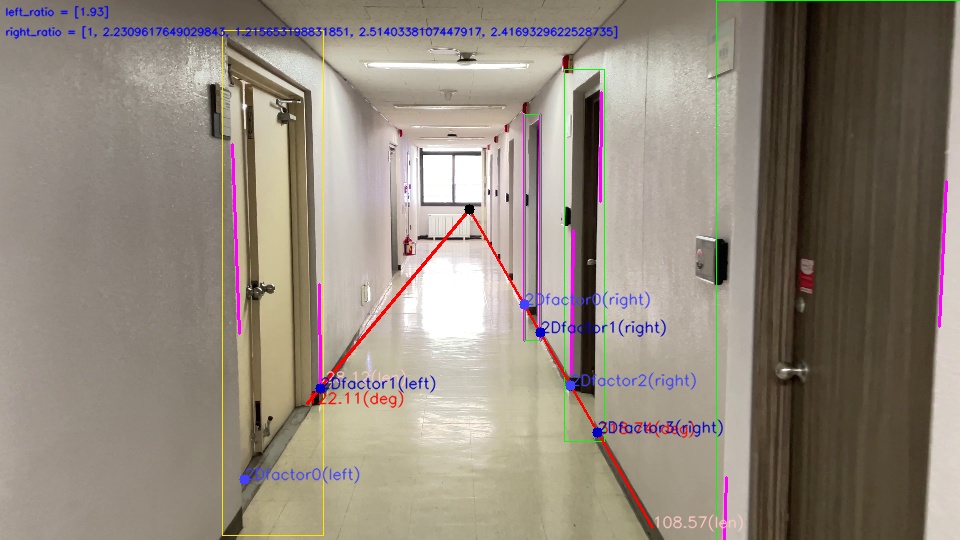 left_ratio = [1.93]
right_ratio = [1, 2.2309617649029843, 1.215653198831851, 2.5140338107447917, 2.4169329622528735]
2Dfactor0(right)
2Dfactor1(right)
2Dfactor2(right)
2Dfactor1(left)
22.11(deg)
2Dfactor3(right)
2Dfactor0(left)
108.57(len)